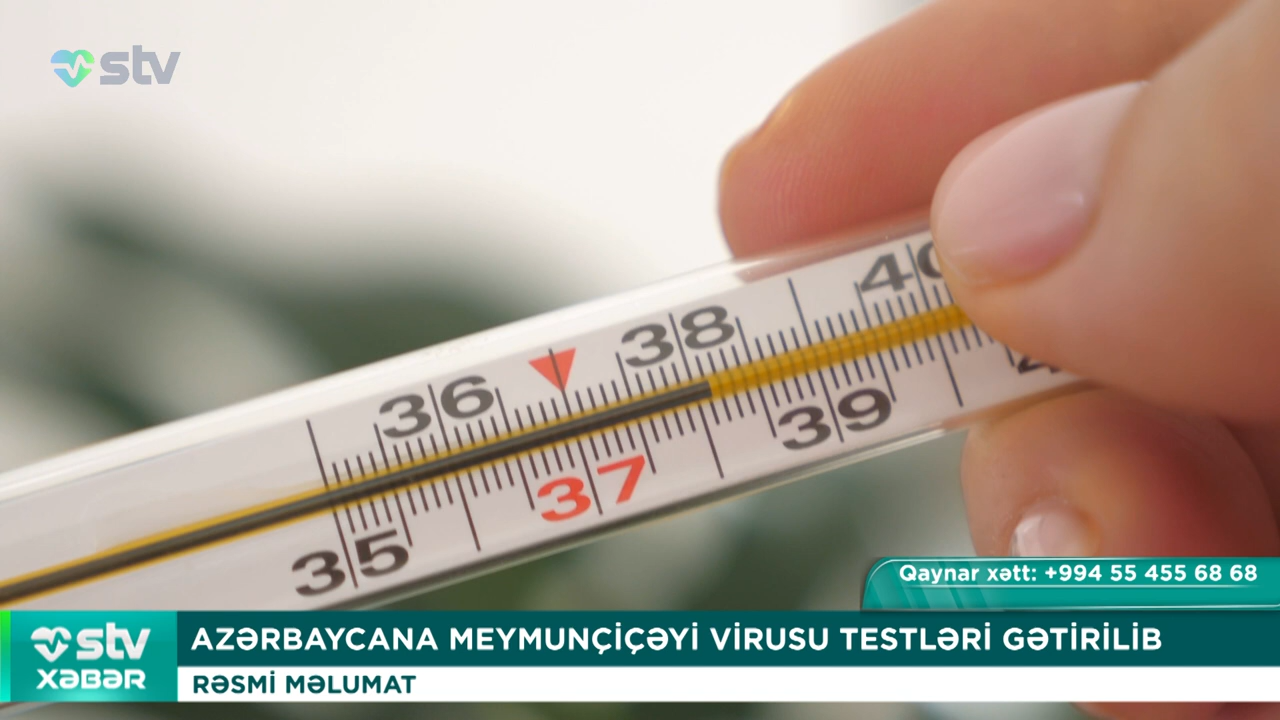 stv
40
38
36
39
37
35
Qaynar xətt: +994 55 455 68 68
stv
XƏBƏR
AZƏRBAYCANA MEYMUNÇİÇƏYİ VİRUSU TESTLƏRİ GƏTİRİLİB
RƏSMİ MƏLUMAT